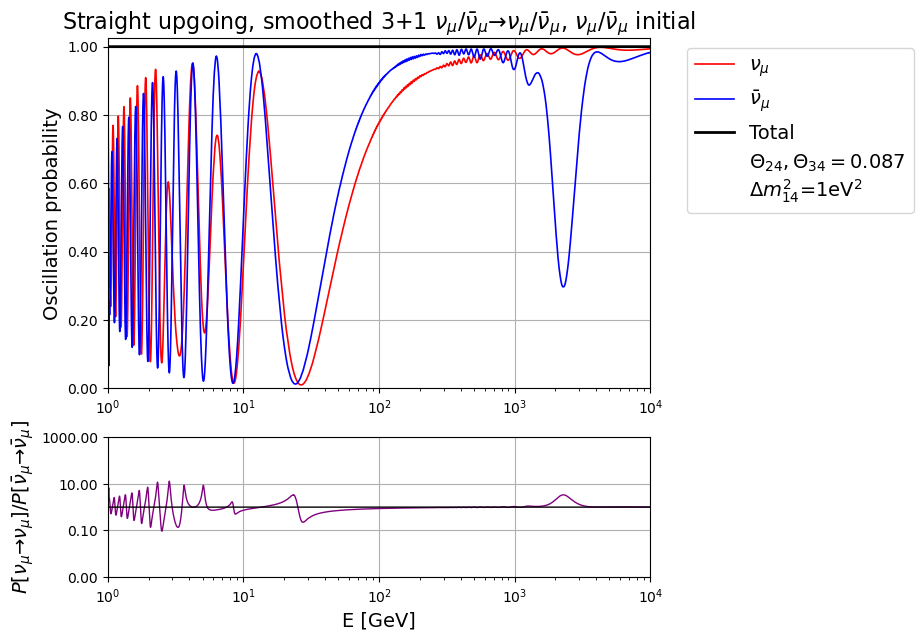 Straight upgoing, smoothed 3+1 νμ/ν̄μ→νμ/ν̄μ, νμ/ν̄μ initial
Oscillation probability
1.00
0.80
0.60
0.40
0.20
0.00
10⁰ 10¹ 10² 10³ 10⁴
νμ
ν̄μ
Total
Θ₂₄, Θ₃₄ = 0.087
Δm²₁₄=1eV²
P[νμ→νμ]/P[ν̄μ→ν̄μ]
1000.00
10.00
0.10
0.00
10⁰ 10¹ 10² 10³ 10⁴
E [GeV]